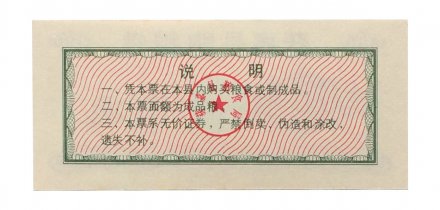 说 明
一、凭本票在本县内购买粮食或制成品。
二、本票面额为成品粮。
三、本票系无价证券，严禁倒卖，伪造和涂改，
遗失不补。